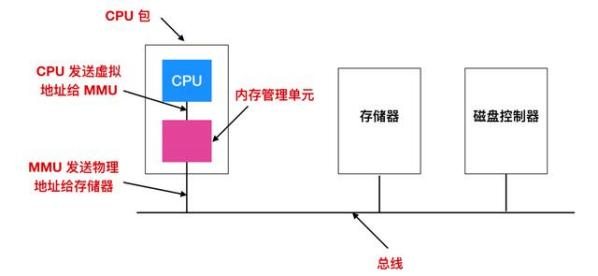 CPU 包
CPU 发送虚拟
地址给 MMU
CPU
内存管理单元
存储器
磁盘控制器
MMU 发送物理
地址给存储器
总线